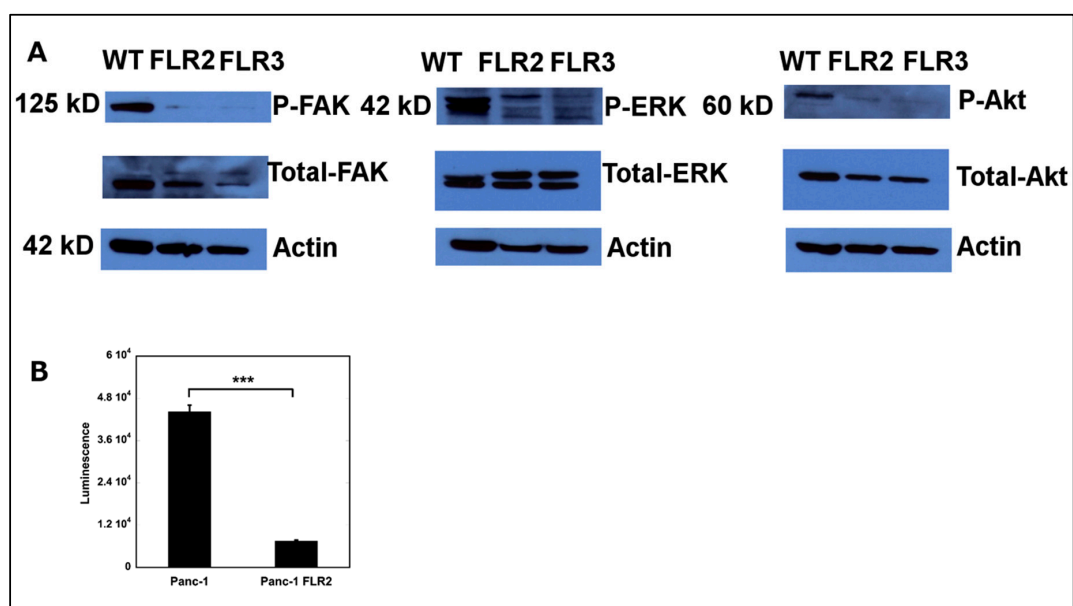 A
WT FLR2 FLR3
125 kD P-FAK
Total-FAK
42 kD Actin
WT FLR2 FLR3
42 kD P-ERK
Total-ERK
Actin
WT FLR2 FLR3
60 kD P-Akt
Total-Akt
Actin
B
6 10⁴
4.8 10⁴
3.6 10⁴
2.4 10⁴
1.2 10⁴
0
Luminescence
***
Panc-1 Panc-1 FLR2